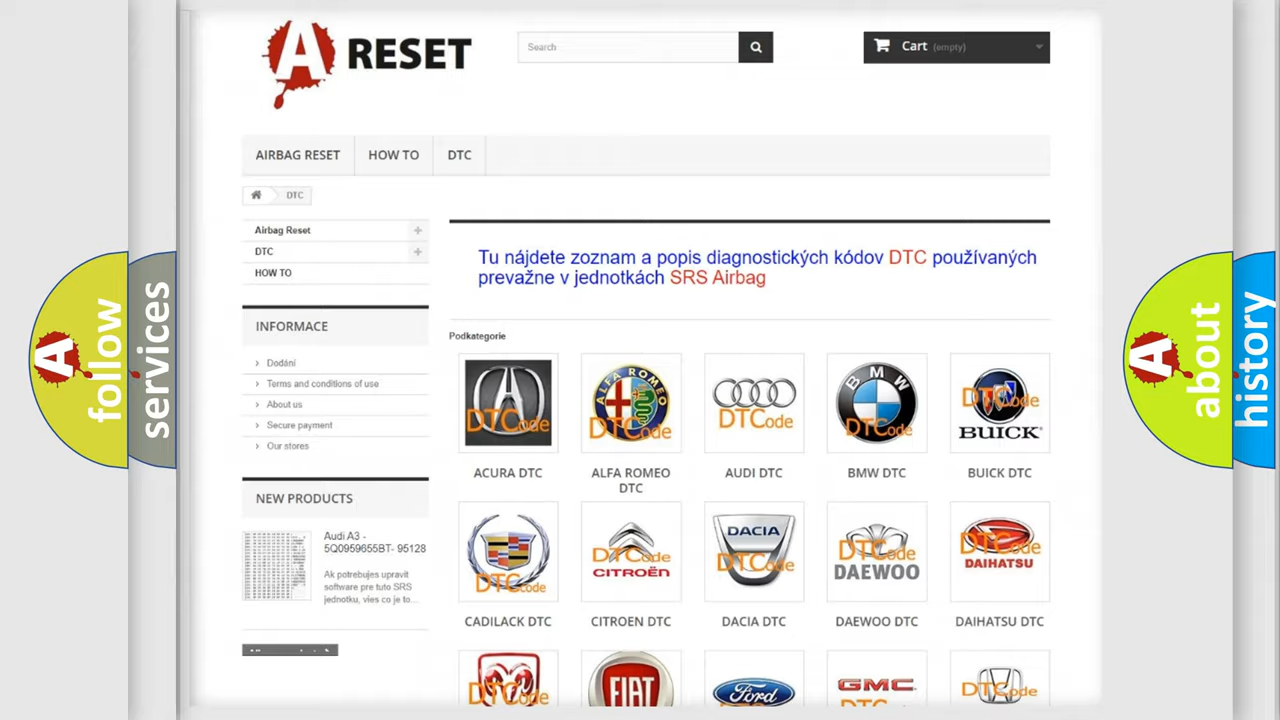 A RESET
Search
Cart (empty)
AIRBAG RESET
HOW TO
DTC
DTC
Airbag Reset
DTC
HOW TO
INFORMACE
Dodání
Terms and conditions of use
About us
Secure payment
Our stores
NEW PRODUCTS
Audi A3 -
5Q0959655BT- 95128
Ak potrebujes upravit
software pre tuto SRS
jednotku, vies co je to...
Tu nájdete zoznam a popis diagnostických kódov DTC používaných
prevažne v jednotkách SRS Airbag
Podkategorie
DTCode
ALFA ROMEO
DTCode
DTCode
BMW
DTCode
DTCode
BUICK
ACURA DTC
ALFA ROMEO
DTC
AUDI DTC
BMW DTC
BUICK DTC
DTCode
DTCode
CITROËN
DACIA
DTCode
DTCode
DAEWOO
DTCode
DAIHATSU
CADILACK DTC
CITROEN DTC
DACIA DTC
DAEWOO DTC
DAIHATSU DTC
DTCode
FIAT
Ford
GMC
DTCode
A follow
services
A about
history